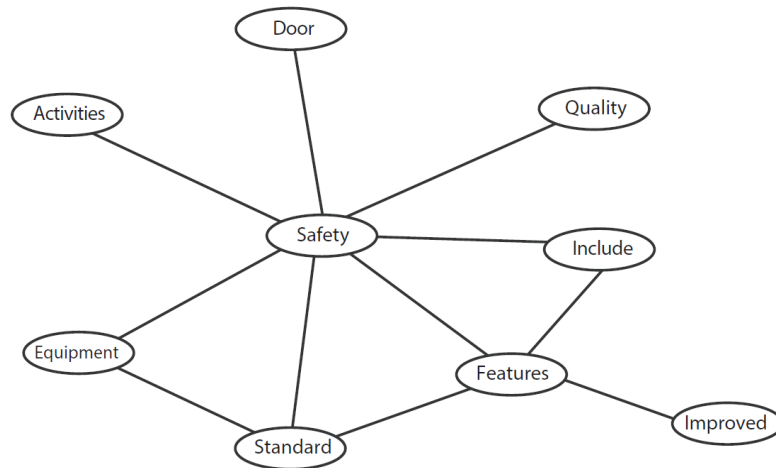 Door
Activities
Quality
Safety
Include
Equipment
Features
Improved
Standard